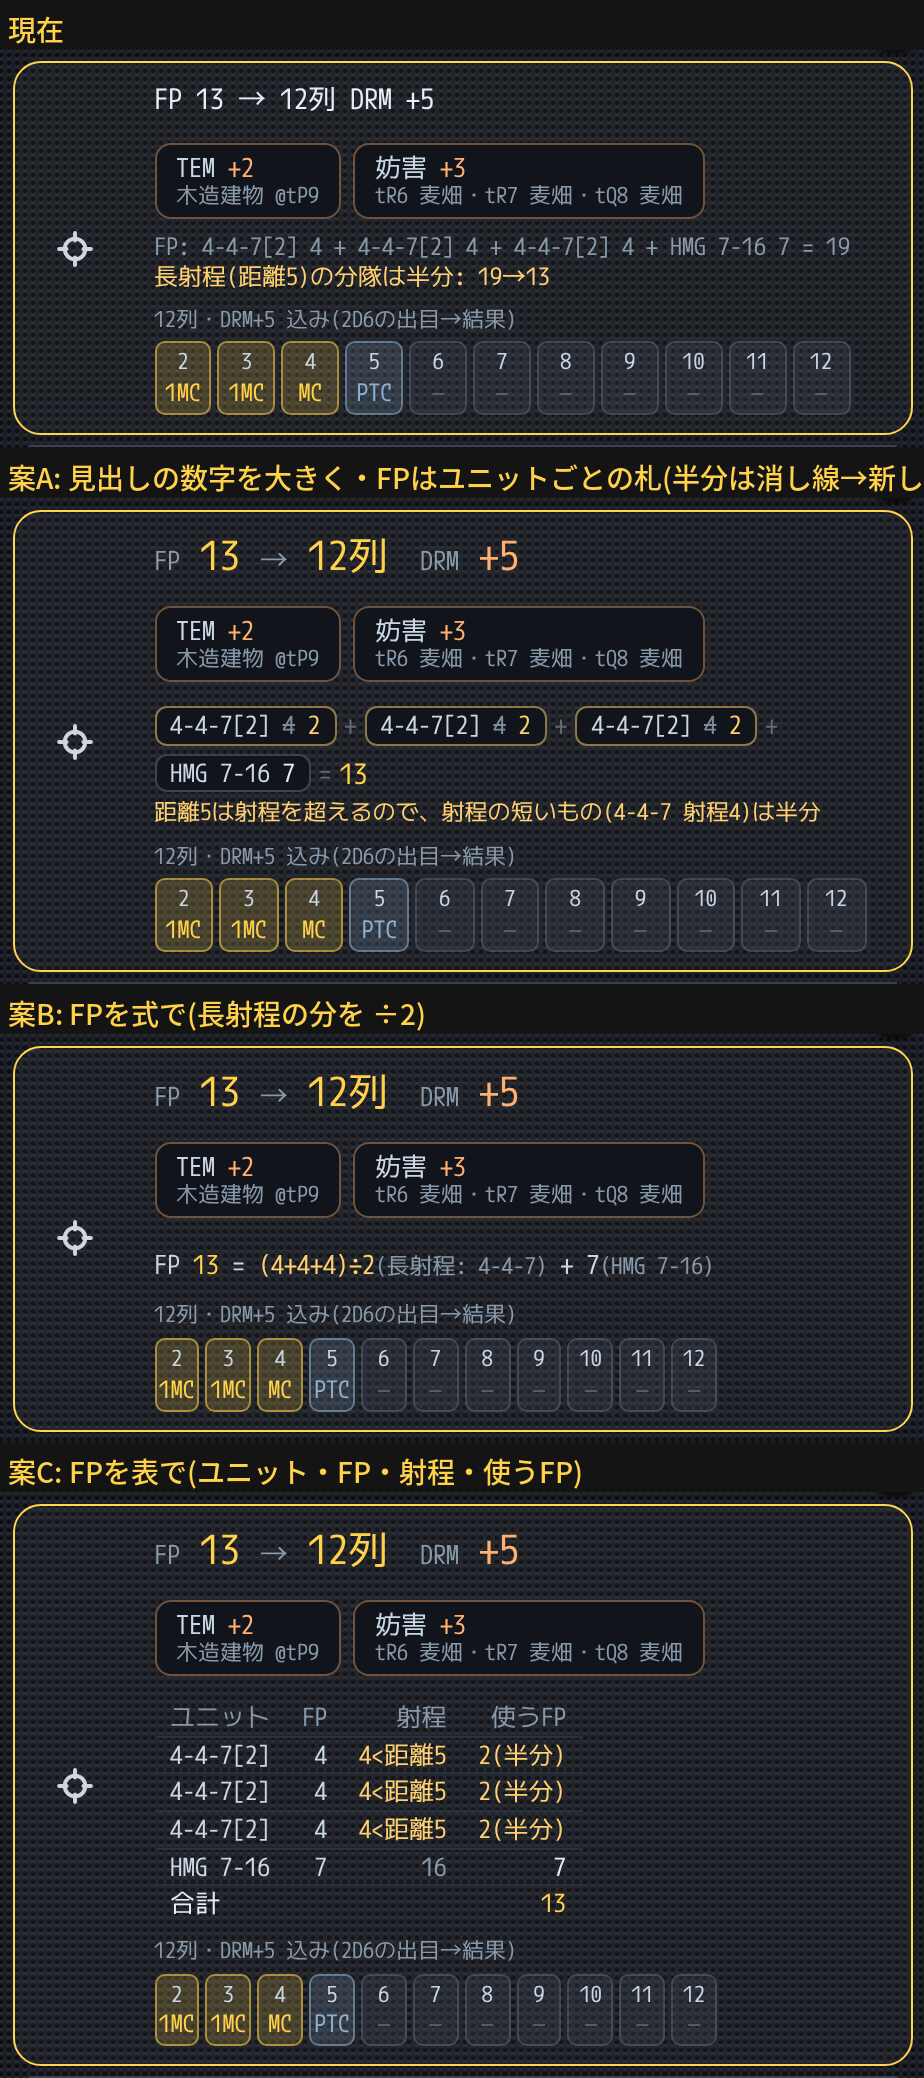 現在
FP 13 → 12列 DRM +5
TEM +2
木造建物 @tP9
妨害 +3
tR6 麦畑・tR7 麦畑・tQ8 麦畑
FP: 4-4-7[2] 4 + 4-4-7[2] 4 + 4-4-7[2] 4 + HMG 7-16 7 = 19
長射程(距離5)の分隊は半分: 19→13
12列・DRM+5 込み(2D6の出目→結果)
2 3 4 5 6 7 8 9 10 11 12
1MC 1MC MC PTC – – – – – – –
案A: 見出しの数字を大きく・FPはユニットごとの札(半分は消し線→新し
FP 13 → 12列 DRM +5
TEM +2
木造建物 @tP9
妨害 +3
tR6 麦畑・tR7 麦畑・tQ8 麦畑
4-4-7[2] 4 2 + 4-4-7[2] 4 2 + 4-4-7[2] 4 2 +
HMG 7-16 7 = 13
距離5は射程を超えるので、射程の短いもの(4-4-7 射程4)は半分
12列・DRM+5 込み(2D6の出目→結果)
2 3 4 5 6 7 8 9 10 11 12
1MC 1MC MC PTC – – – – – – –
案B: FPを式で(長射程の分を ÷2)
FP 13 → 12列 DRM +5
TEM +2
木造建物 @tP9
妨害 +3
tR6 麦畑・tR7 麦畑・tQ8 麦畑
FP 13 = (4+4+4)÷2(長射程: 4-4-7) + 7(HMG 7-16)
12列・DRM+5 込み(2D6の出目→結果)
2 3 4 5 6 7 8 9 10 11 12
1MC 1MC MC PTC – – – – – – –
案C: FPを表で(ユニット・FP・射程・使うFP)
FP 13 → 12列 DRM +5
TEM +2
木造建物 @tP9
妨害 +3
tR6 麦畑・tR7 麦畑・tQ8 麦畑
ユニット FP 射程 使うFP
4-4-7[2] 4 4<距離5 2(半分)
4-4-7[2] 4 4<距離5 2(半分)
4-4-7[2] 4 4<距離5 2(半分)
HMG 7-16 7 16 7
合計 13
12列・DRM+5 込み(2D6の出目→結果)
2 3 4 5 6 7 8 9 10 11 12
1MC 1MC MC PTC – – – – – – –